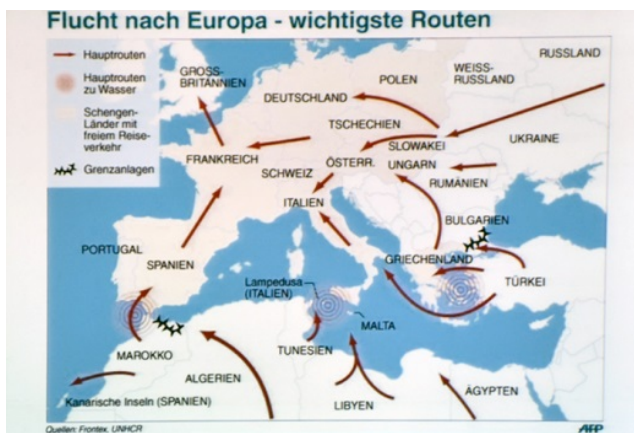 Flucht nach Europa - wichtigste Routen
Hauptrouten
Hauptrouten
zu Wasser
Schengen-
Länder mit
freiem Reise-
verkehr
Grenzanlagen
RUSSLAND
GROSS-
BRITANNIEN
POLEN
WEISS-
RUSSLAND
DEUTSCHLAND
TSCHECHIEN
UKRAINE
SLOWAKEI
FRANKREICH
ÖSTERR.
UNGARN
SCHWEIZ
RUMÄNIEN
ITALIEN
BULGARIEN
PORTUGAL
SPANIEN
GRIECHENLAND
TÜRKEI
Lampedusa
(ITALIEN)
MALTA
MAROKKO
TUNESIEN
ALGERIEN
ÄGYPTEN
Kanarische Inseln (SPANIEN)
LIBYEN
Quellen: Frontex, UNHCR
AFP